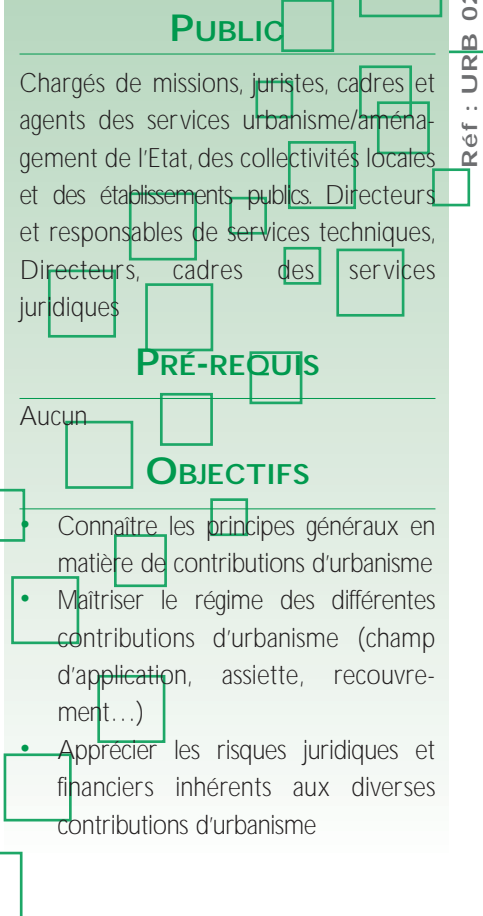 PUBLIC
Chargés de missions, juristes, cadres et
agents des services urbanisme/aména-
gement de l'Etat, des collectivités locales
et des établissements publics. Directeurs
et responsables de services techniques,
Directeurs, cadres des services
juridiques
PRÉ-REQUIS
Aucun
OBJECTIFS
• Connaître les principes généraux en
matière de contributions d'urbanisme
• Maîtriser le régime des différentes
contributions d'urbanisme (champ
d'application, assiette, recouvre-
ment…)
• Apprécier les risques juridiques et
financiers inhérents aux diverses
contributions d'urbanisme
Réf : URB